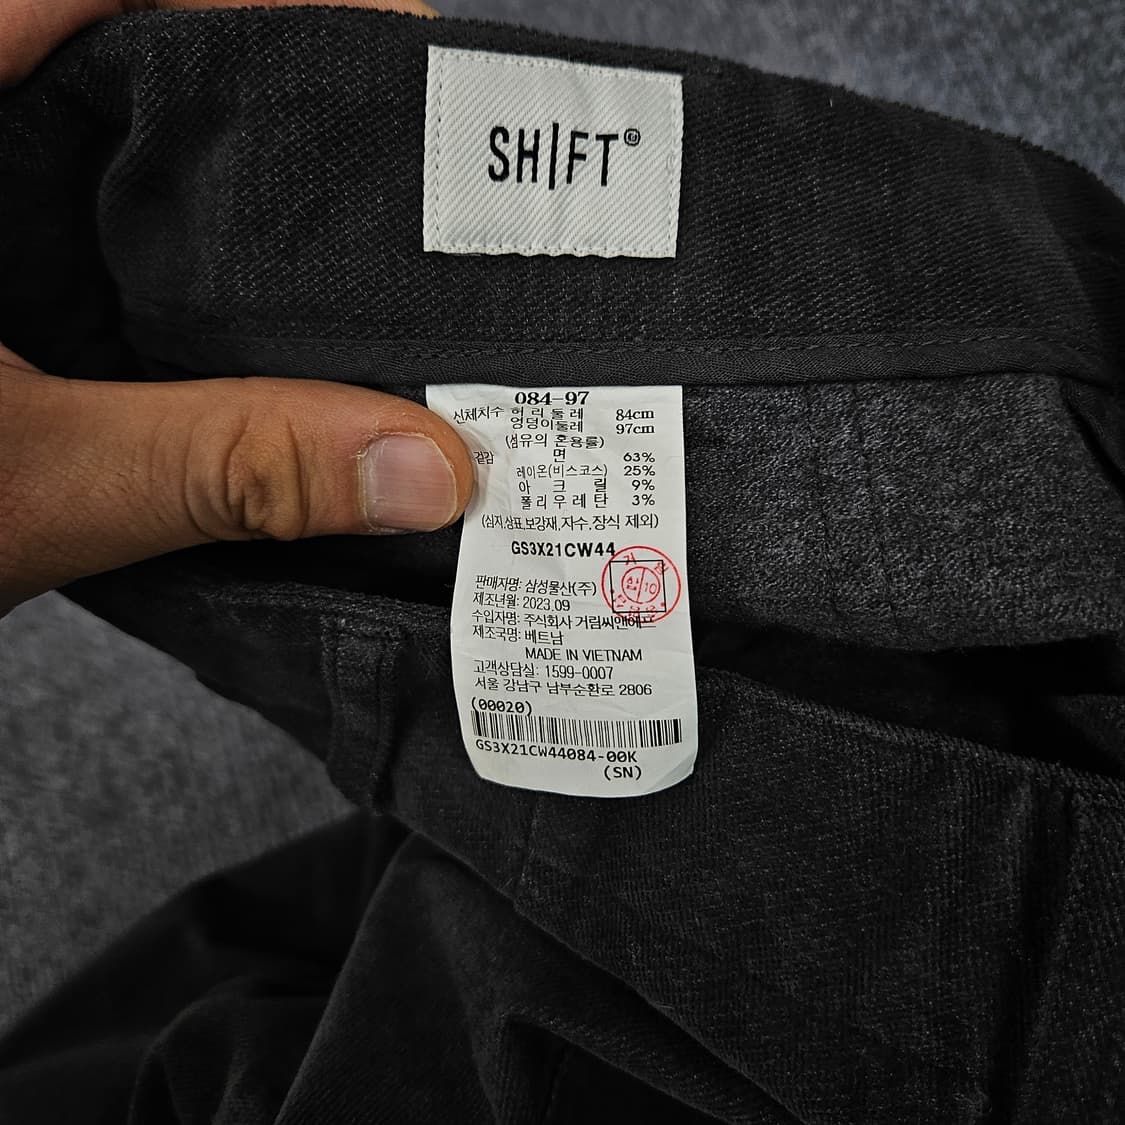 SH|FT®
084-97
신체치수 허 리 둘 레 84cm
엉덩이둘레 97cm
(섬유의 혼용률)
겉감 면 63%
레이온(비스코스) 25%
아 크 릴 9%
폴 리 우 레 탄 3%
(심지,상표,보강재,자수,장식 제외)
GS3X21CW44
판매자명: 삼성물산(주)
제조년월: 2023.09
수입자명: 주식회사 거림씨앤에프
제조국명: 베트남
MADE IN VIETNAM
고객상담실: 1599-0007
서울 강남구 남부순환로 2806
(00020)
GS3X21CW44084-00K
(SN)